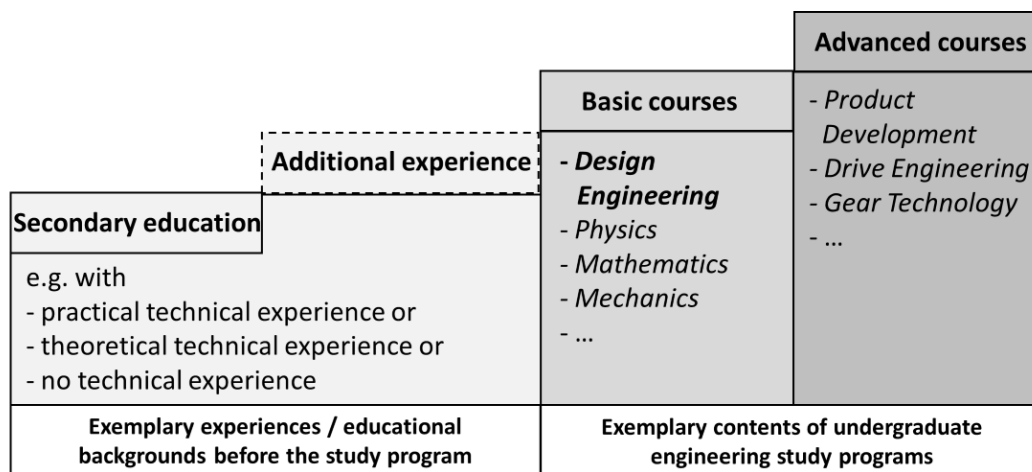 Secondary education
e.g. with
- practical technical experience or
- theoretical technical experience or
- no technical experience
Additional experience
Basic courses
- Design
Engineering
- Physics
- Mathematics
- Mechanics
- ...
Advanced courses
- Product
Development
- Drive Engineering
- Gear Technology
- ...
Exemplary experiences / educational
backgrounds before the study program
Exemplary contents of undergraduate
engineering study programs